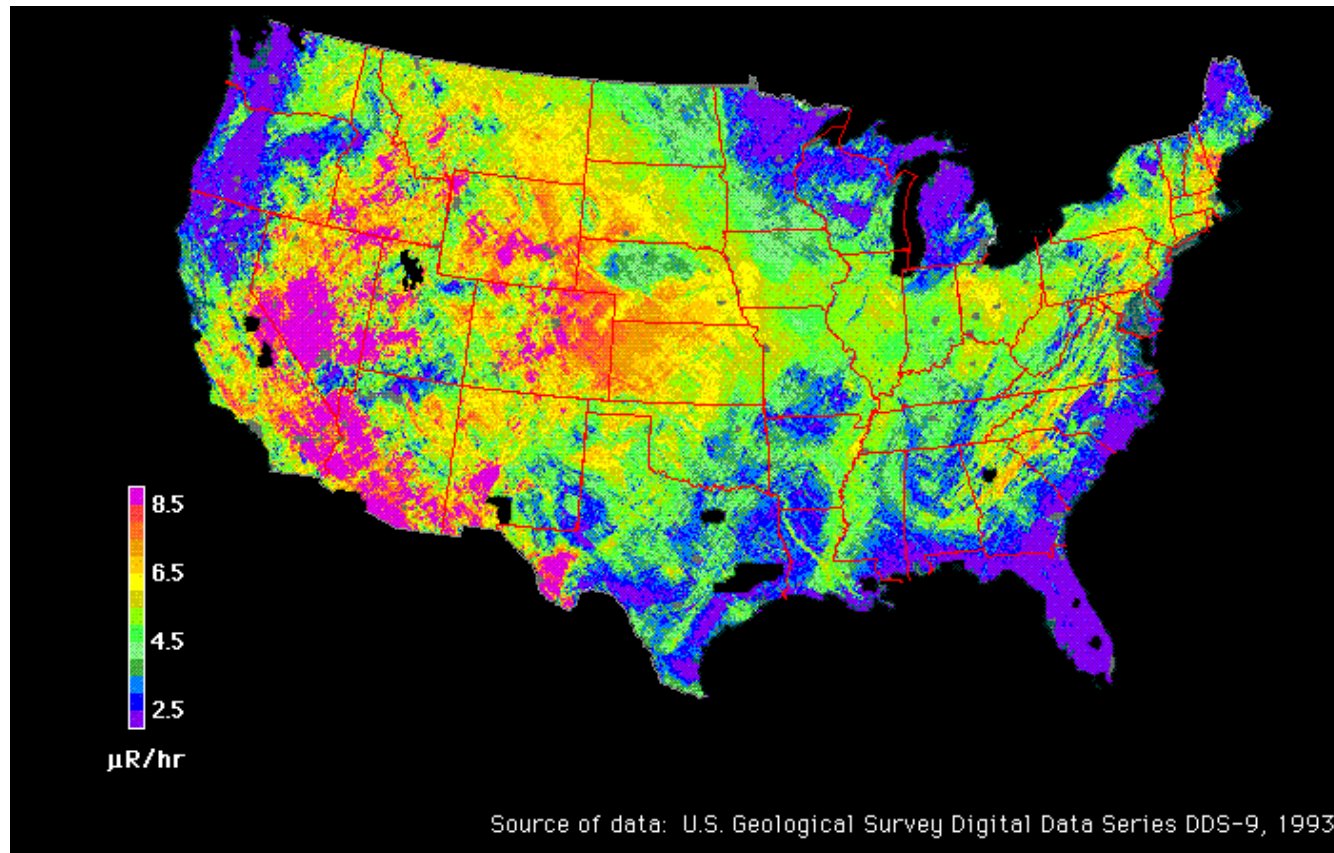 8.5
6.5
4.5
2.5
µR/hr
Source of data: U.S. Geological Survey Digital Data Series DDS-9, 1993